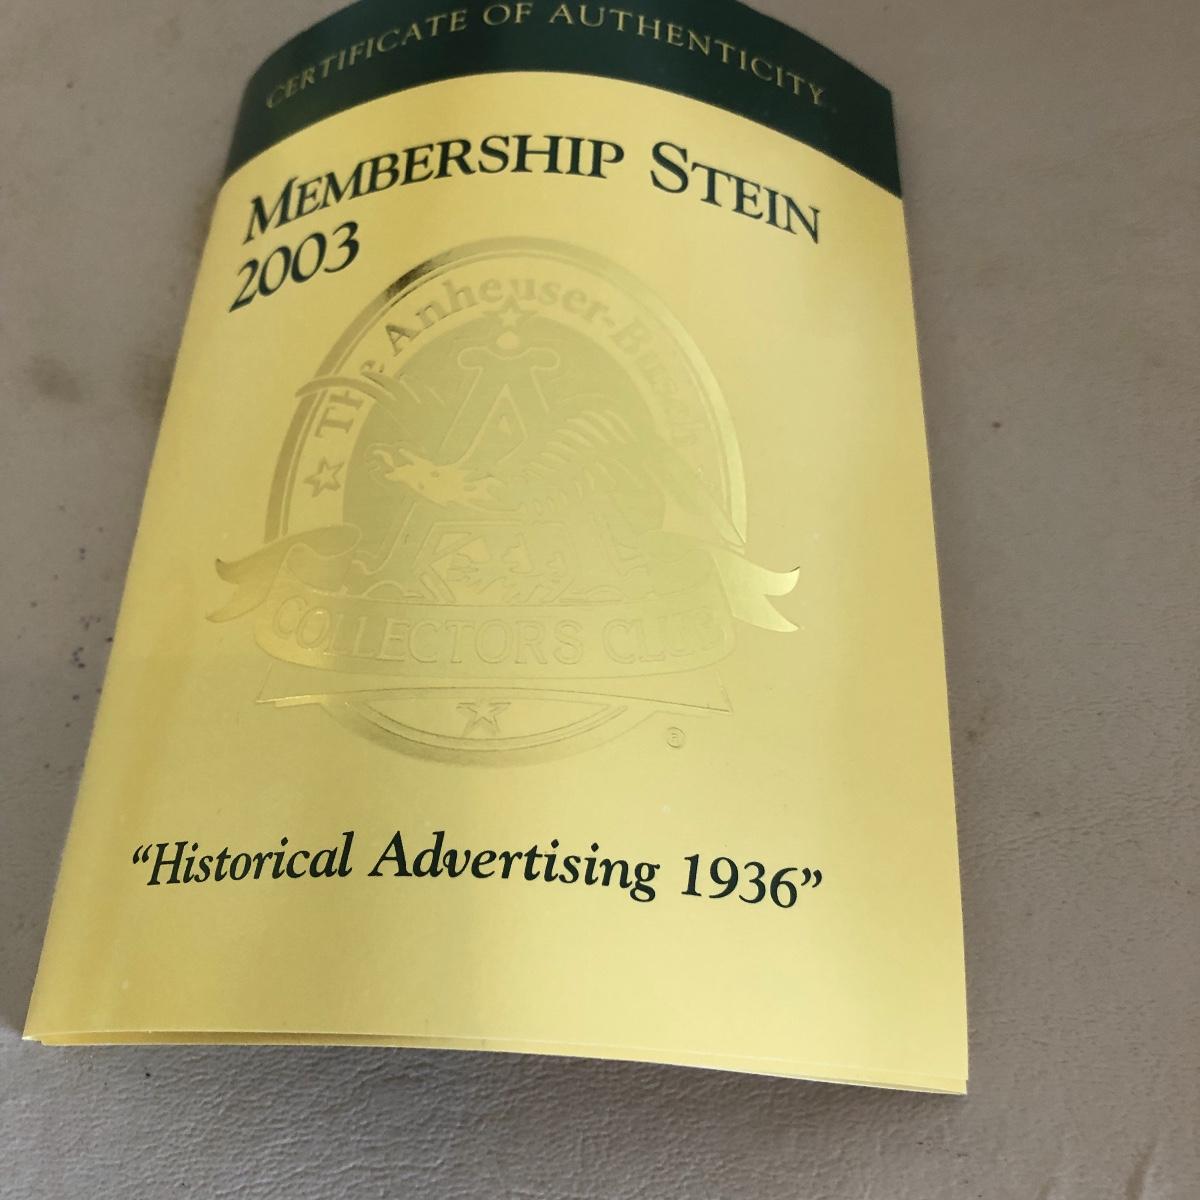 CERTIFICATE OF AUTHENTICITY
MEMBERSHIP STEIN
2003
The Anheuser-Busch
A
COLLECTORS CLUB
®
“Historical Advertising 1936”